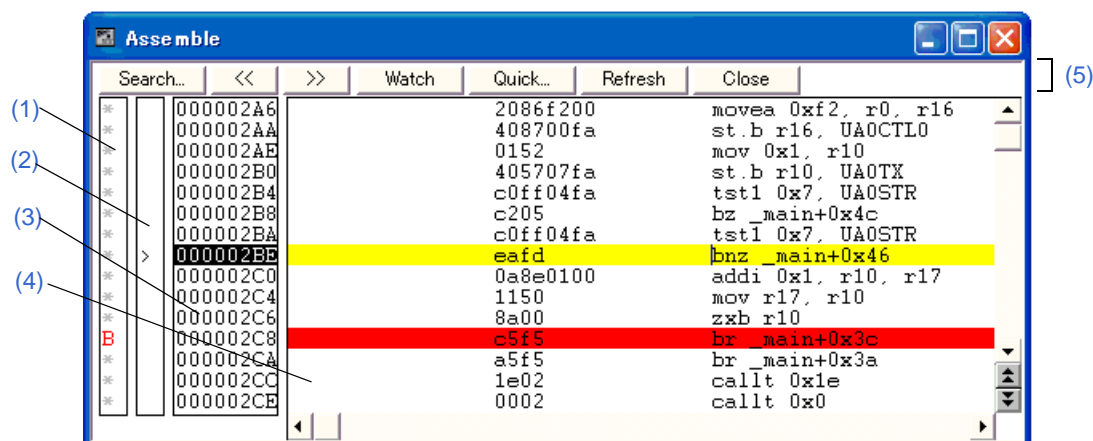 Assemble
Search... << >> Watch Quick... Refresh Close (5)
* 000002A6 2086f200 movea 0xf2, r0, r16
(1)
* 000002AA 408700fa st.b r16, UA0CTL0
* 000002AE 0152 mov 0x1, r10
(2)
* 000002B0 405707fa st.b r10, UA0TX
* 000002B4 c0ff04fa tst1 0x7, UA0STR
(3)
* 000002B8 c205 bz _main+0x4c
* 000002BA c0ff04fa tst1 0x7, UA0STR
* > 000002BE eafd bnz _main+0x46
(4)
* 000002C0 0a8e0100 addi 0x1, r10, r17
* 000002C4 1150 mov r17, r10
* 000002C6 8a00 zxb r10
B 000002C8 c5f5 br _main+0x3c
* 000002CA a5f5 br _main+0x3a
* 000002CC 1e02 callt 0x1e
* 000002CE 0002 callt 0x0